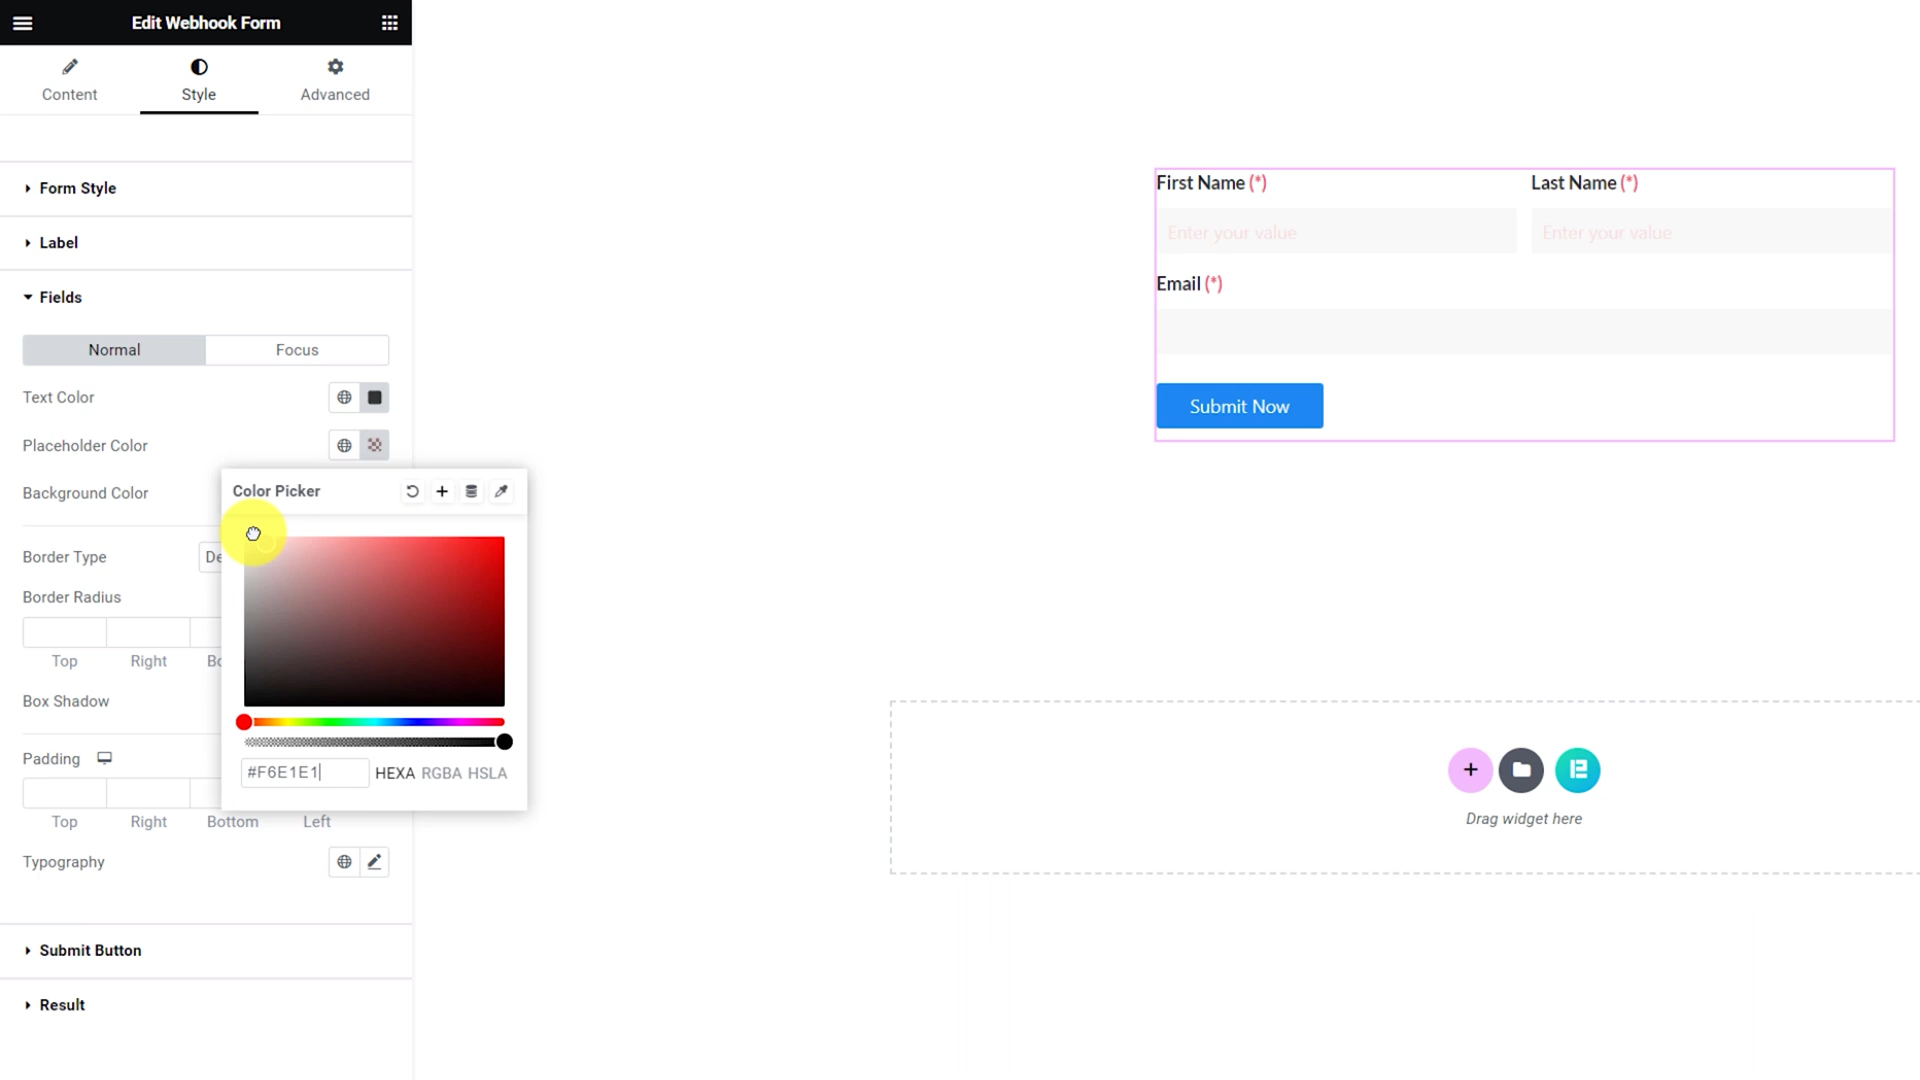 Edit Webhook Form
Content
Style
Advanced
Form Style
Label
Fields
Normal
Focus
Text Color
Placeholder Color
Background Color
Border Type
De
Border Radius
Top
Right
Bo
Box Shadow
Padding
Top
Right
Bottom
Left
Typography
Submit Button
Result
Color Picker
#F6E1E1
HEXA RGBA HSLA
First Name (*)
Last Name (*)
Enter your value
Enter your value
Email (*)
Submit Now
Drag widget here